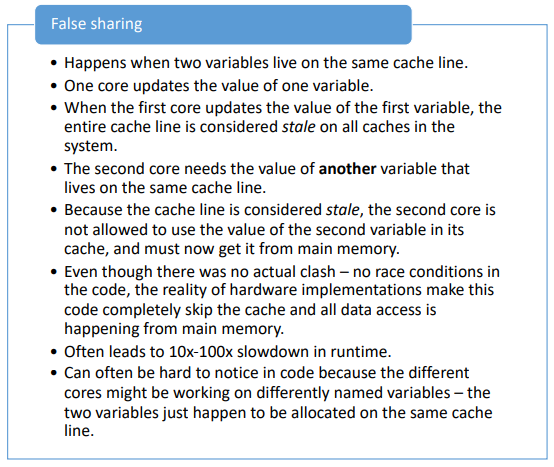 False sharing
• Happens when two variables live on the same cache line.
• One core updates the value of one variable.
• When the first core updates the value of the first variable, the
entire cache line is considered stale on all caches in the
system.
• The second core needs the value of another variable that
lives on the same cache line.
• Because the cache line is considered stale, the second core is
not allowed to use the value of the second variable in its
cache, and must now get it from main memory.
• Even though there was no actual clash – no race conditions in
the code, the reality of hardware implementations make this
code completely skip the cache and all data access is
happening from main memory.
• Often leads to 10x-100x slowdown in runtime.
• Can often be hard to notice in code because the different
cores might be working on differently named variables – the
two variables just happen to be allocated on the same cache
line.